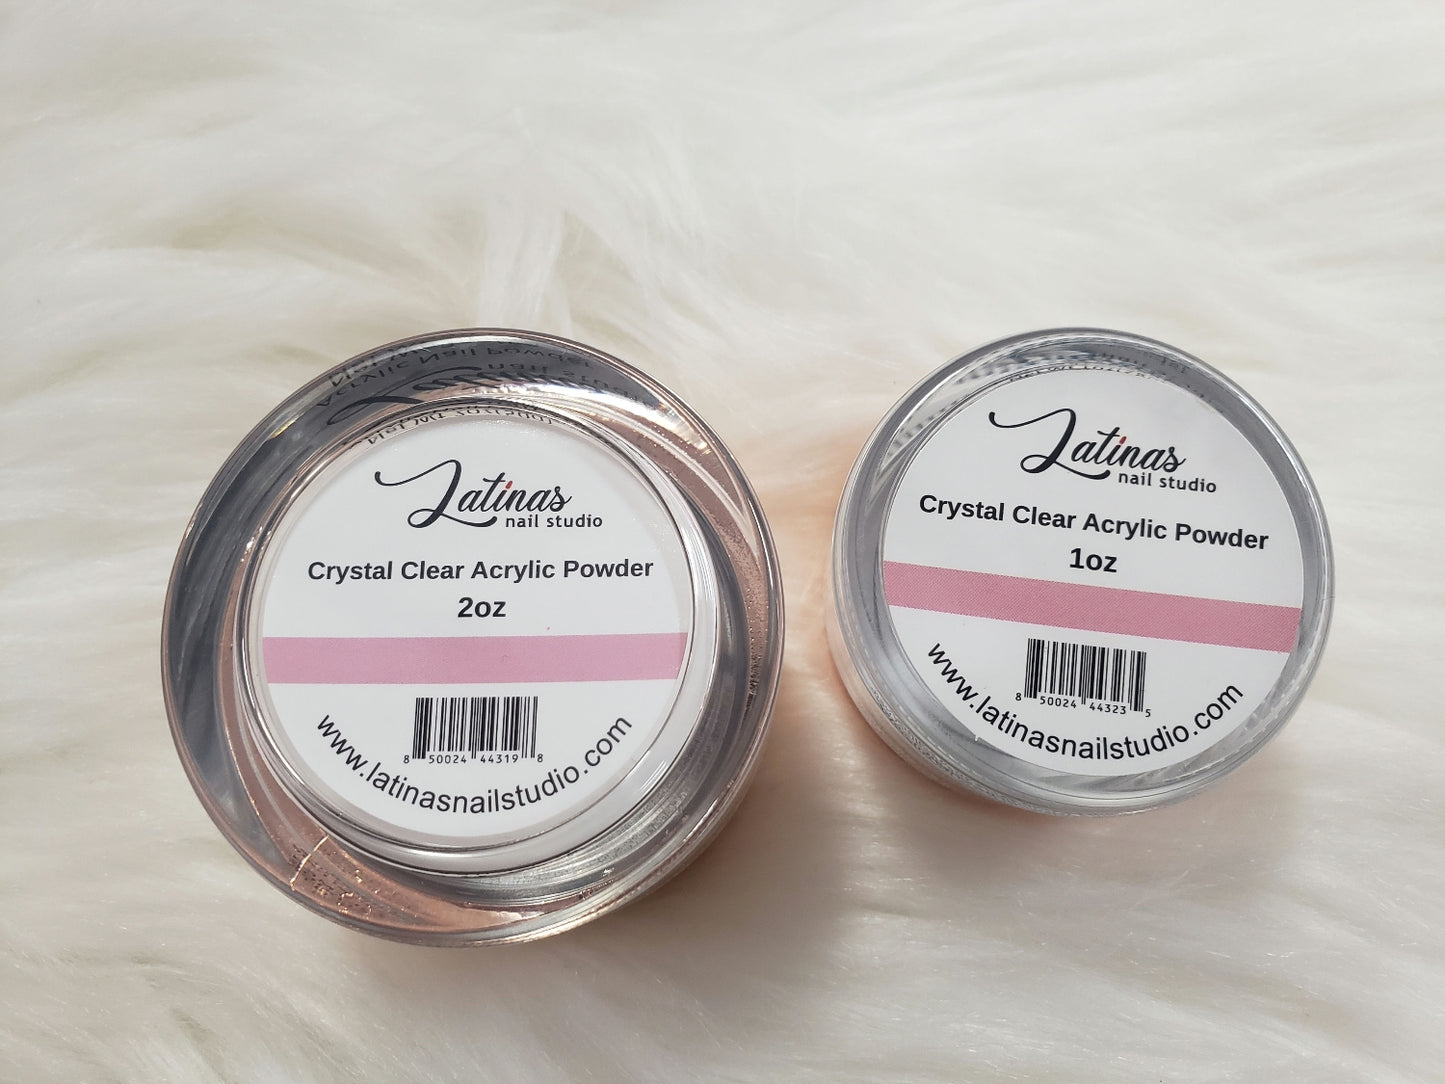 Latinas
nail studio
Crystal Clear Acrylic Powder
2oz
8 50024 44319 8
www.latinasnailstudio.com
Latinas
nail studio
Crystal Clear Acrylic Powder
1oz
8 50024 44323 5
www.latinasnailstudio.com